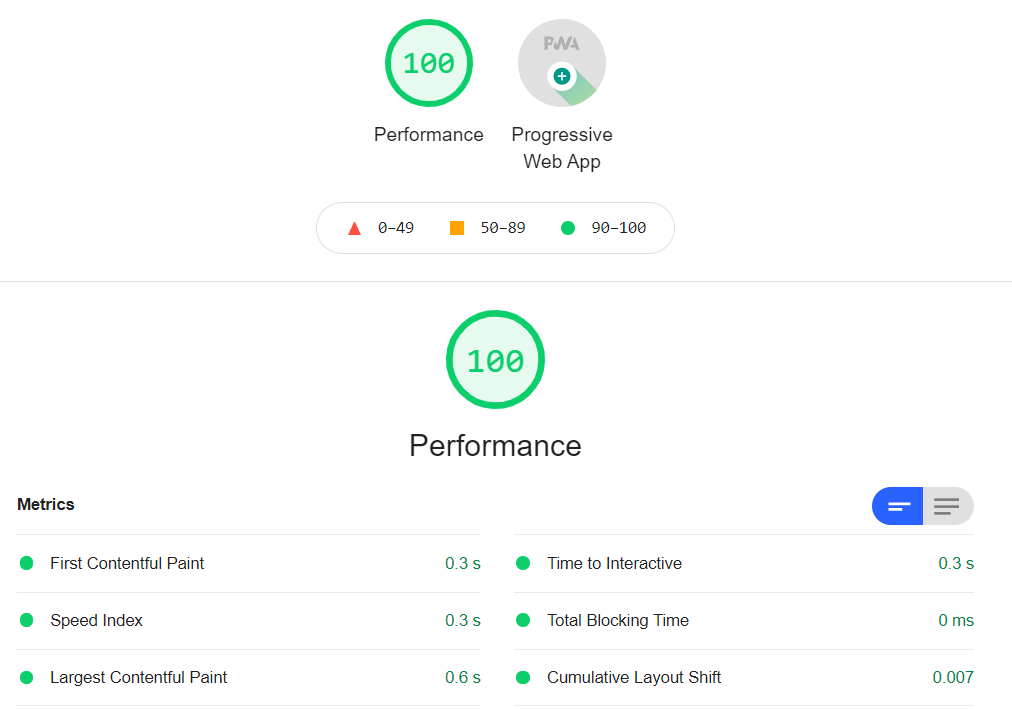 100
PWA
Performance
Progressive
Web App
0–49
50–89
90–100
100
Performance
Metrics
First Contentful Paint 0.3 s
Time to Interactive 0.3 s
Speed Index 0.3 s
Total Blocking Time 0 ms
Largest Contentful Paint 0.6 s
Cumulative Layout Shift 0.007